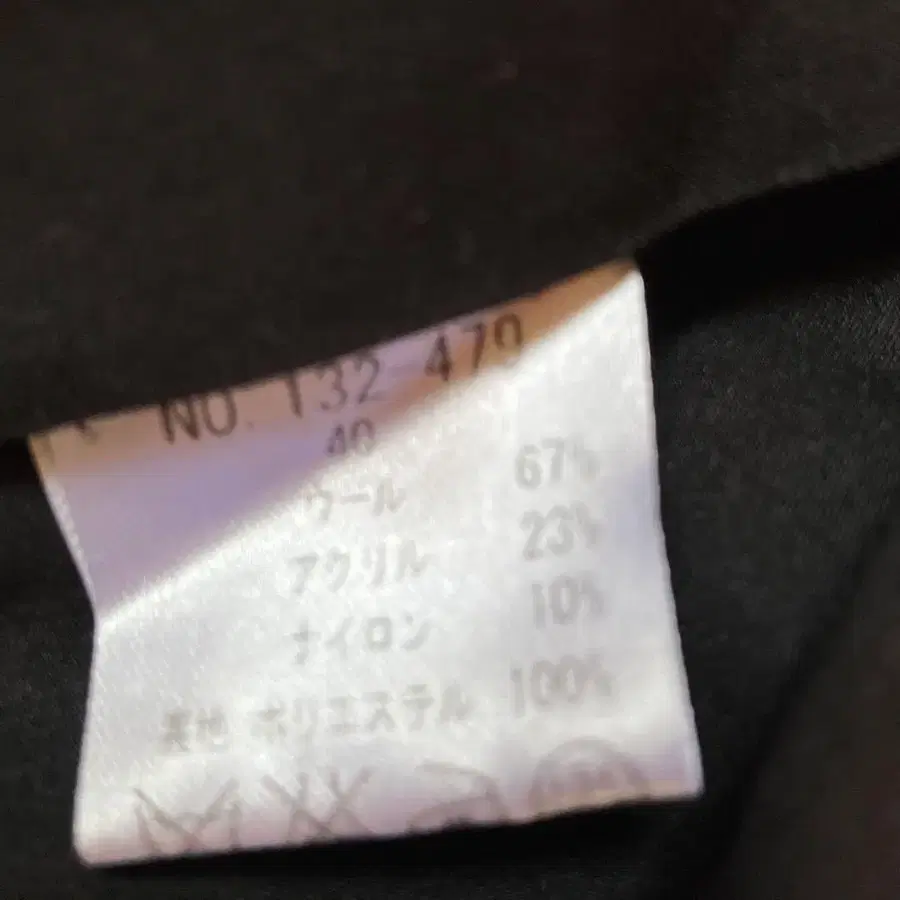 NO. 132 479
40
ウール 67%
アクリル 23%
ナイロン 10%
裏地 ポリエステル 100%